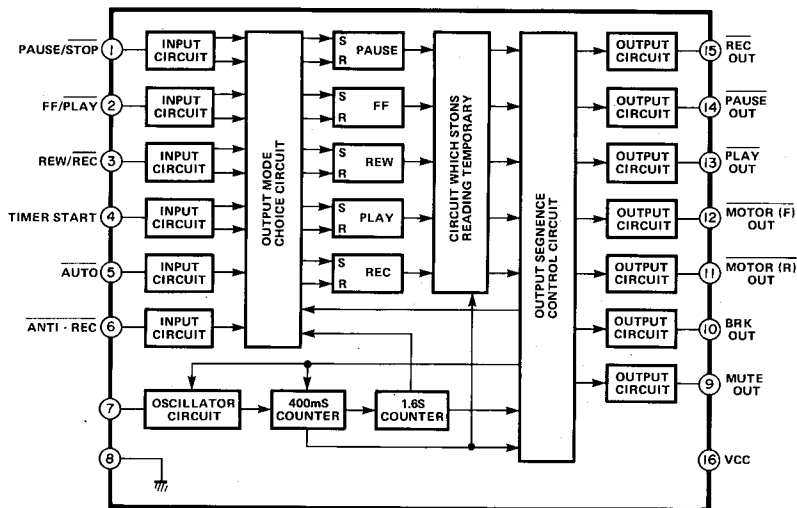 PAUSE/STOP
1
INPUT
CIRCUIT
FF/PLAY
2
INPUT
CIRCUIT
REW/REC
3
INPUT
CIRCUIT
TIMER START
4
INPUT
CIRCUIT
AUTO
5
INPUT
CIRCUIT
ANTI · REC
6
INPUT
CIRCUIT
7
OSCILLATOR
CIRCUIT
400mS
COUNTER
1.6S
COUNTER
8
OUTPUT MODE
CHOICE CIRCUIT
S
R
PAUSE
S
R
FF
S
R
REW
S
R
PLAY
S
R
REC
CIRCUIT WHICH STONS
READING TEMPORARY
OUTPUT SEGNENCE
CONTROL CIRCUIT
OUTPUT
CIRCUIT
15
REC
OUT
OUTPUT
CIRCUIT
14
PAUSE
OUT
OUTPUT
CIRCUIT
13
PLAY
OUT
OUTPUT
CIRCUIT
12
MOTOR (F)
OUT
OUTPUT
CIRCUIT
11
MOTOR (R)
OUT
OUTPUT
CIRCUIT
10
BRK
OUT
OUTPUT
CIRCUIT
9
MUTE
OUT
16
VCC